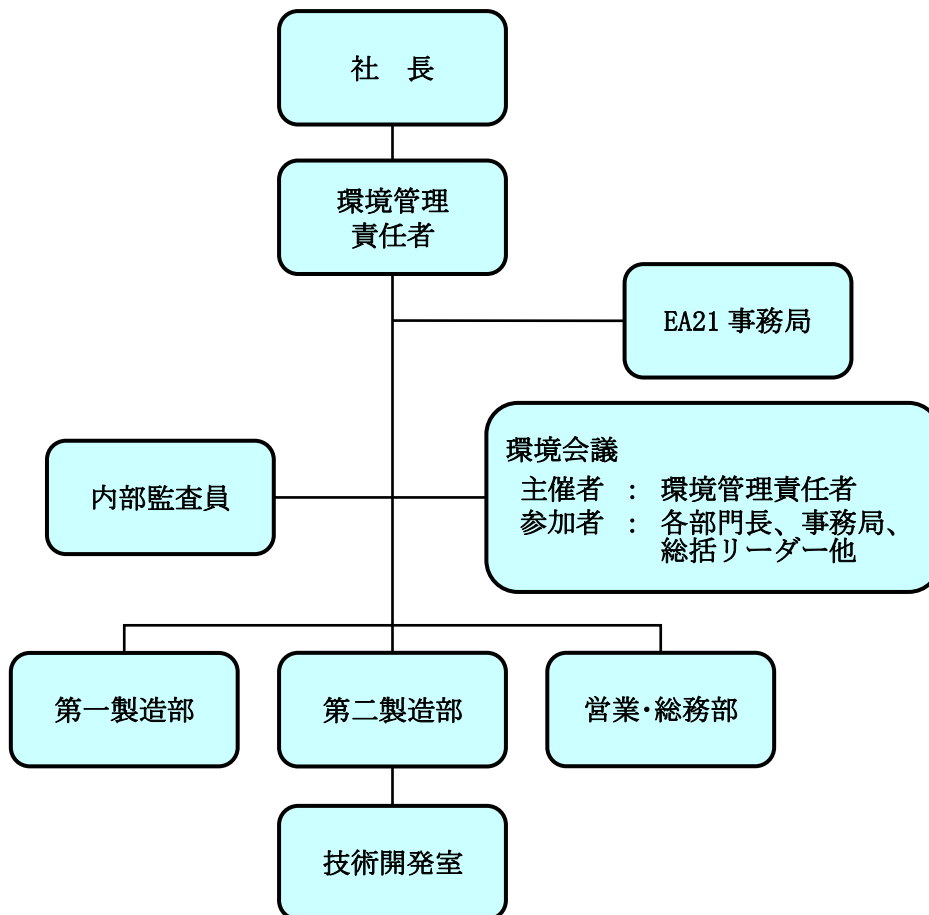 社　長
環境管理
責任者
EA21 事務局
内部監査員
環境会議
主催者　：　環境管理責任者
参加者　：　各部門長、事務局、
総括リーダー他
第一製造部
第二製造部
営業・総務部
技術開発室